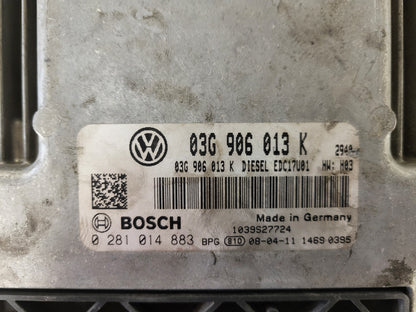 03G 906 013 K
03G 906 013 K DIESEL EDC17U01 HW: H03
BOSCH
Made in Germany
1039S27724
0 281 014 883 BPG 810 08-04-11 1469 0395